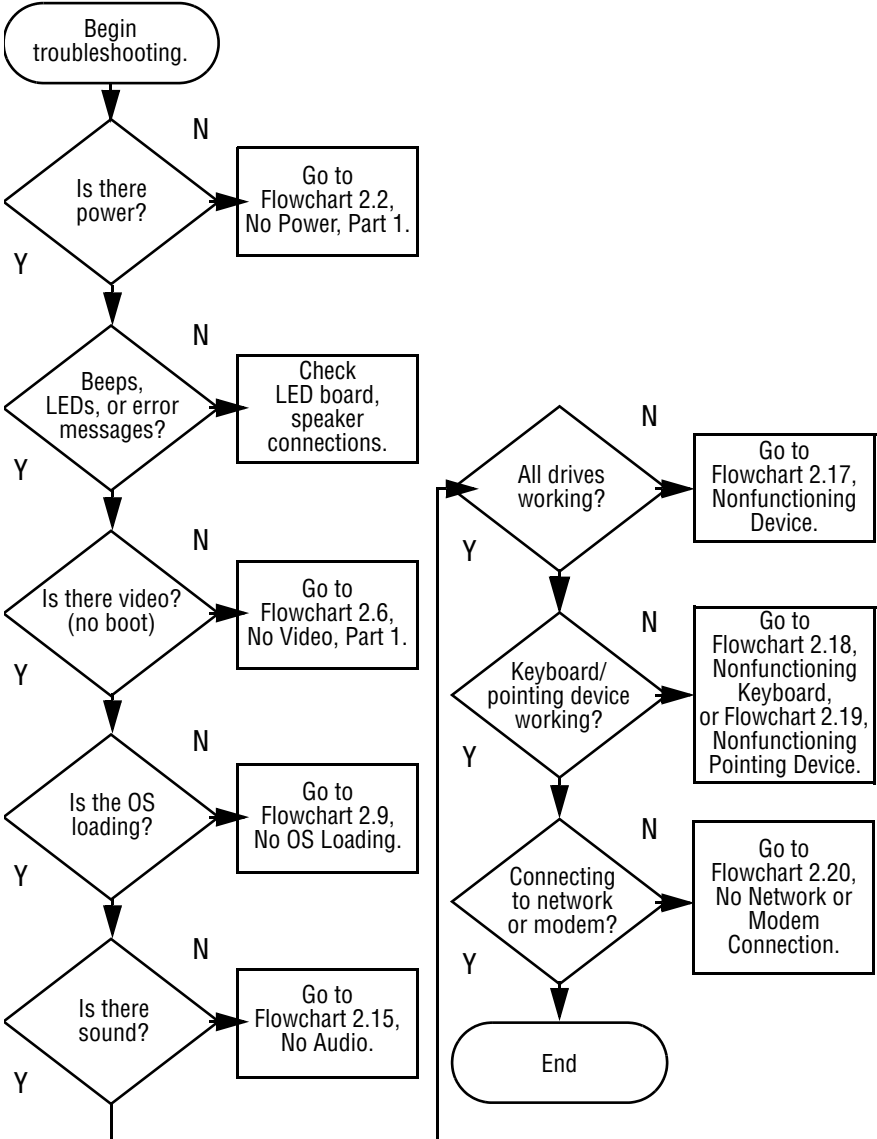 Begin
troubleshooting.
N
Is there
power?
Go to
Flowchart 2.2,
No Power, Part 1.
Y
N
Beeps,
LEDs, or error
messages?
Check
LED board,
speaker
connections.
Y
N
Is there video?
(no boot)
Go to
Flowchart 2.6,
No Video, Part 1.
Y
N
Is the OS
loading?
Go to
Flowchart 2.9,
No OS Loading.
Y
N
Is there
sound?
Go to
Flowchart 2.15,
No Audio.
Y
N
All drives
working?
Go to
Flowchart 2.17,
Nonfunctioning
Device.
Y
N
Keyboard/
pointing device
working?
Go to
Flowchart 2.18,
Nonfunctioning
Keyboard,
or Flowchart 2.19,
Nonfunctioning
Pointing Device.
Y
N
Connecting
to network
or modem?
Go to
Flowchart 2.20,
No Network or
Modem
Connection.
Y
End